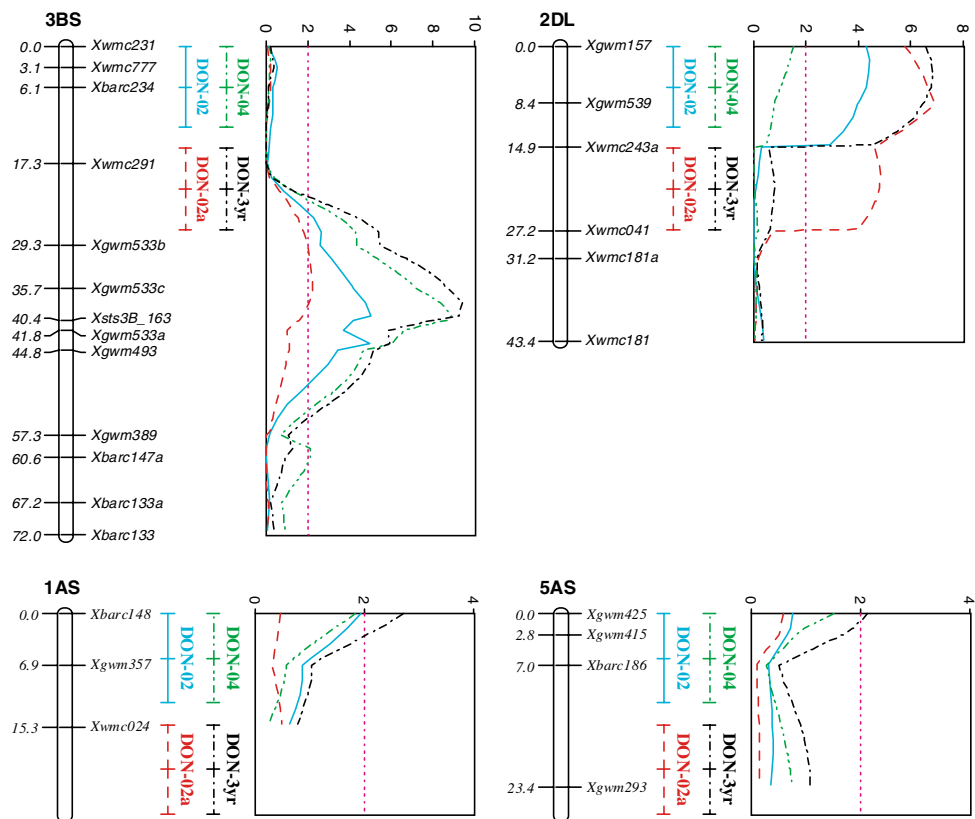 3BS
0 2 4 6 8 10
0.0 Xwmc231
3.1 Xwmc777
6.1 Xbarc234
17.3 Xwmc291
29.3 Xgwm533b
35.7 Xgwm533c
40.4 Xsts3B_163
41.8 Xgwm533a
44.8 Xgwm493
57.3 Xgwm389
60.6 Xbarc147a
67.2 Xbarc133a
72.0 Xbarc133
DON-02
DON-04
DON-02a
DON-3yr
2DL
0 2 4 6 8
0.0 Xgwm157
8.4 Xgwm539
14.9 Xwmc243a
27.2 Xwmc041
31.2 Xwmc181a
43.4 Xwmc181
DON-02
DON-04
DON-02a
DON-3yr
1AS
0 2 4
0.0 Xbarc148
6.9 Xgwm357
15.3 Xwmc024
DON-02
DON-04
DON-02a
DON-3yr
5AS
0 2 4
0.0 Xgwm425
2.8 Xgwm415
7.0 Xbarc186
23.4 Xgwm293
DON-02
DON-04
DON-02a
DON-3yr